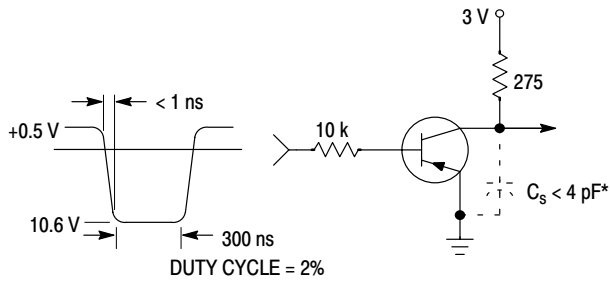 3 V
275
< 1 ns
+0.5 V
10 k
10.6 V
300 ns
DUTY CYCLE = 2%
Cs < 4 pF*